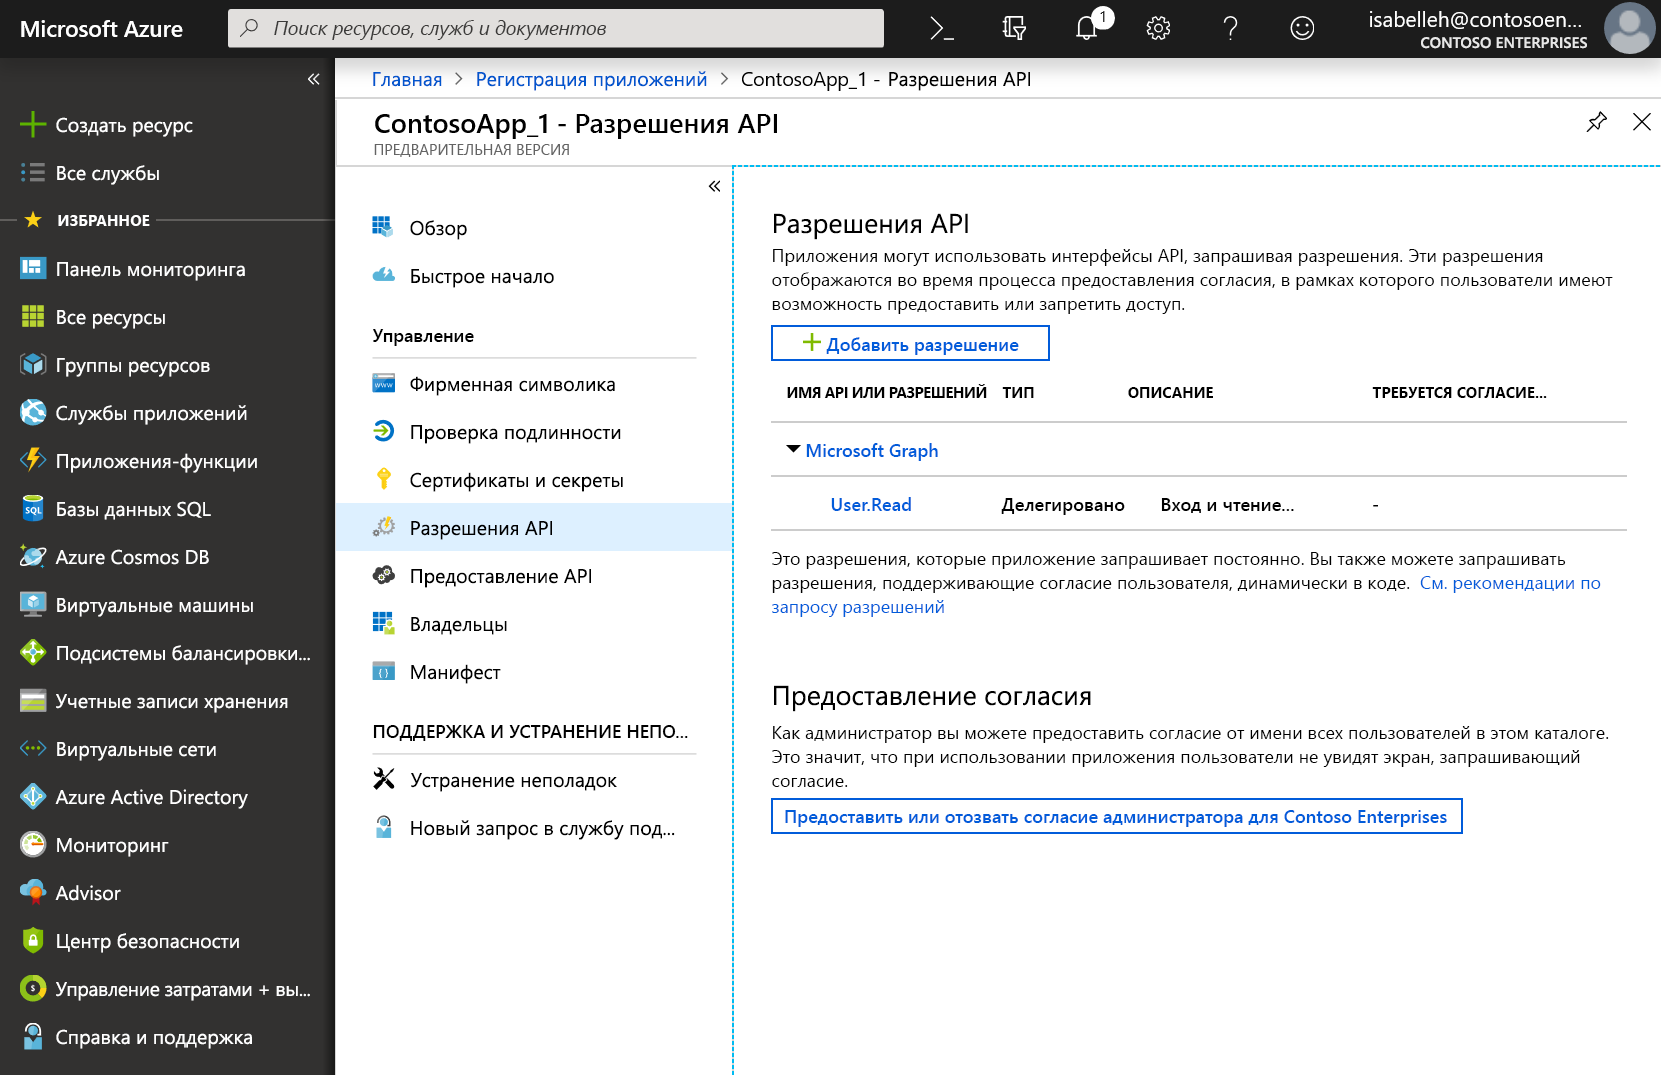 Microsoft Azure
Поиск ресурсов, служб и документов
1
isabelleh@contosoen...
CONTOSO ENTERPRISES
Создать ресурс
Все службы
ИЗБРАННОЕ
Панель мониторинга
Все ресурсы
Группы ресурсов
Службы приложений
Приложения-функции
SQL
Базы данных SQL
Azure Cosmos DB
Виртуальные машины
Подсистемы балансировки...
Учетные записи хранения
Виртуальные сети
Azure Active Directory
Мониторинг
Advisor
Центр безопасности
Управление затратами + вы...
Справка и поддержка
Главная > Регистрация приложений > ContosoApp_1 - Разрешения API
ContosoApp_1 - Разрешения API
ПРЕДВАРИТЕЛЬНАЯ ВЕРСИЯ
Обзор
Быстрое начало
Управление
www
Фирменная символика
Проверка подлинности
Сертификаты и секреты
Разрешения API
Предоставление API
Владельцы
Манифест
ПОДДЕРЖКА И УСТРАНЕНИЕ НЕПО...
Устранение неполадок
Новый запрос в службу под...
Разрешения API
Приложения могут использовать интерфейсы API, запрашивая разрешения. Эти разрешения
отображаются во время процесса предоставления согласия, в рамках которого пользователи имеют
возможность предоставить или запретить доступ.
Добавить разрешение
ИМЯ API ИЛИ РАЗРЕШЕНИЙ ТИП ОПИСАНИЕ ТРЕБУЕТСЯ СОГЛАСИЕ...
Microsoft Graph
User.Read Делегировано Вход и чтение... -
Это разрешения, которые приложение запрашивает постоянно. Вы также можете запрашивать
разрешения, поддерживающие согласие пользователя, динамически в коде. См. рекомендации по
запросу разрешений
Предоставление согласия
Как администратор вы можете предоставить согласие от имени всех пользователей в этом каталоге.
Это значит, что при использовании приложения пользователи не увидят экран, запрашивающий
согласие.
Предоставить или отозвать согласие администратора для Contoso Enterprises